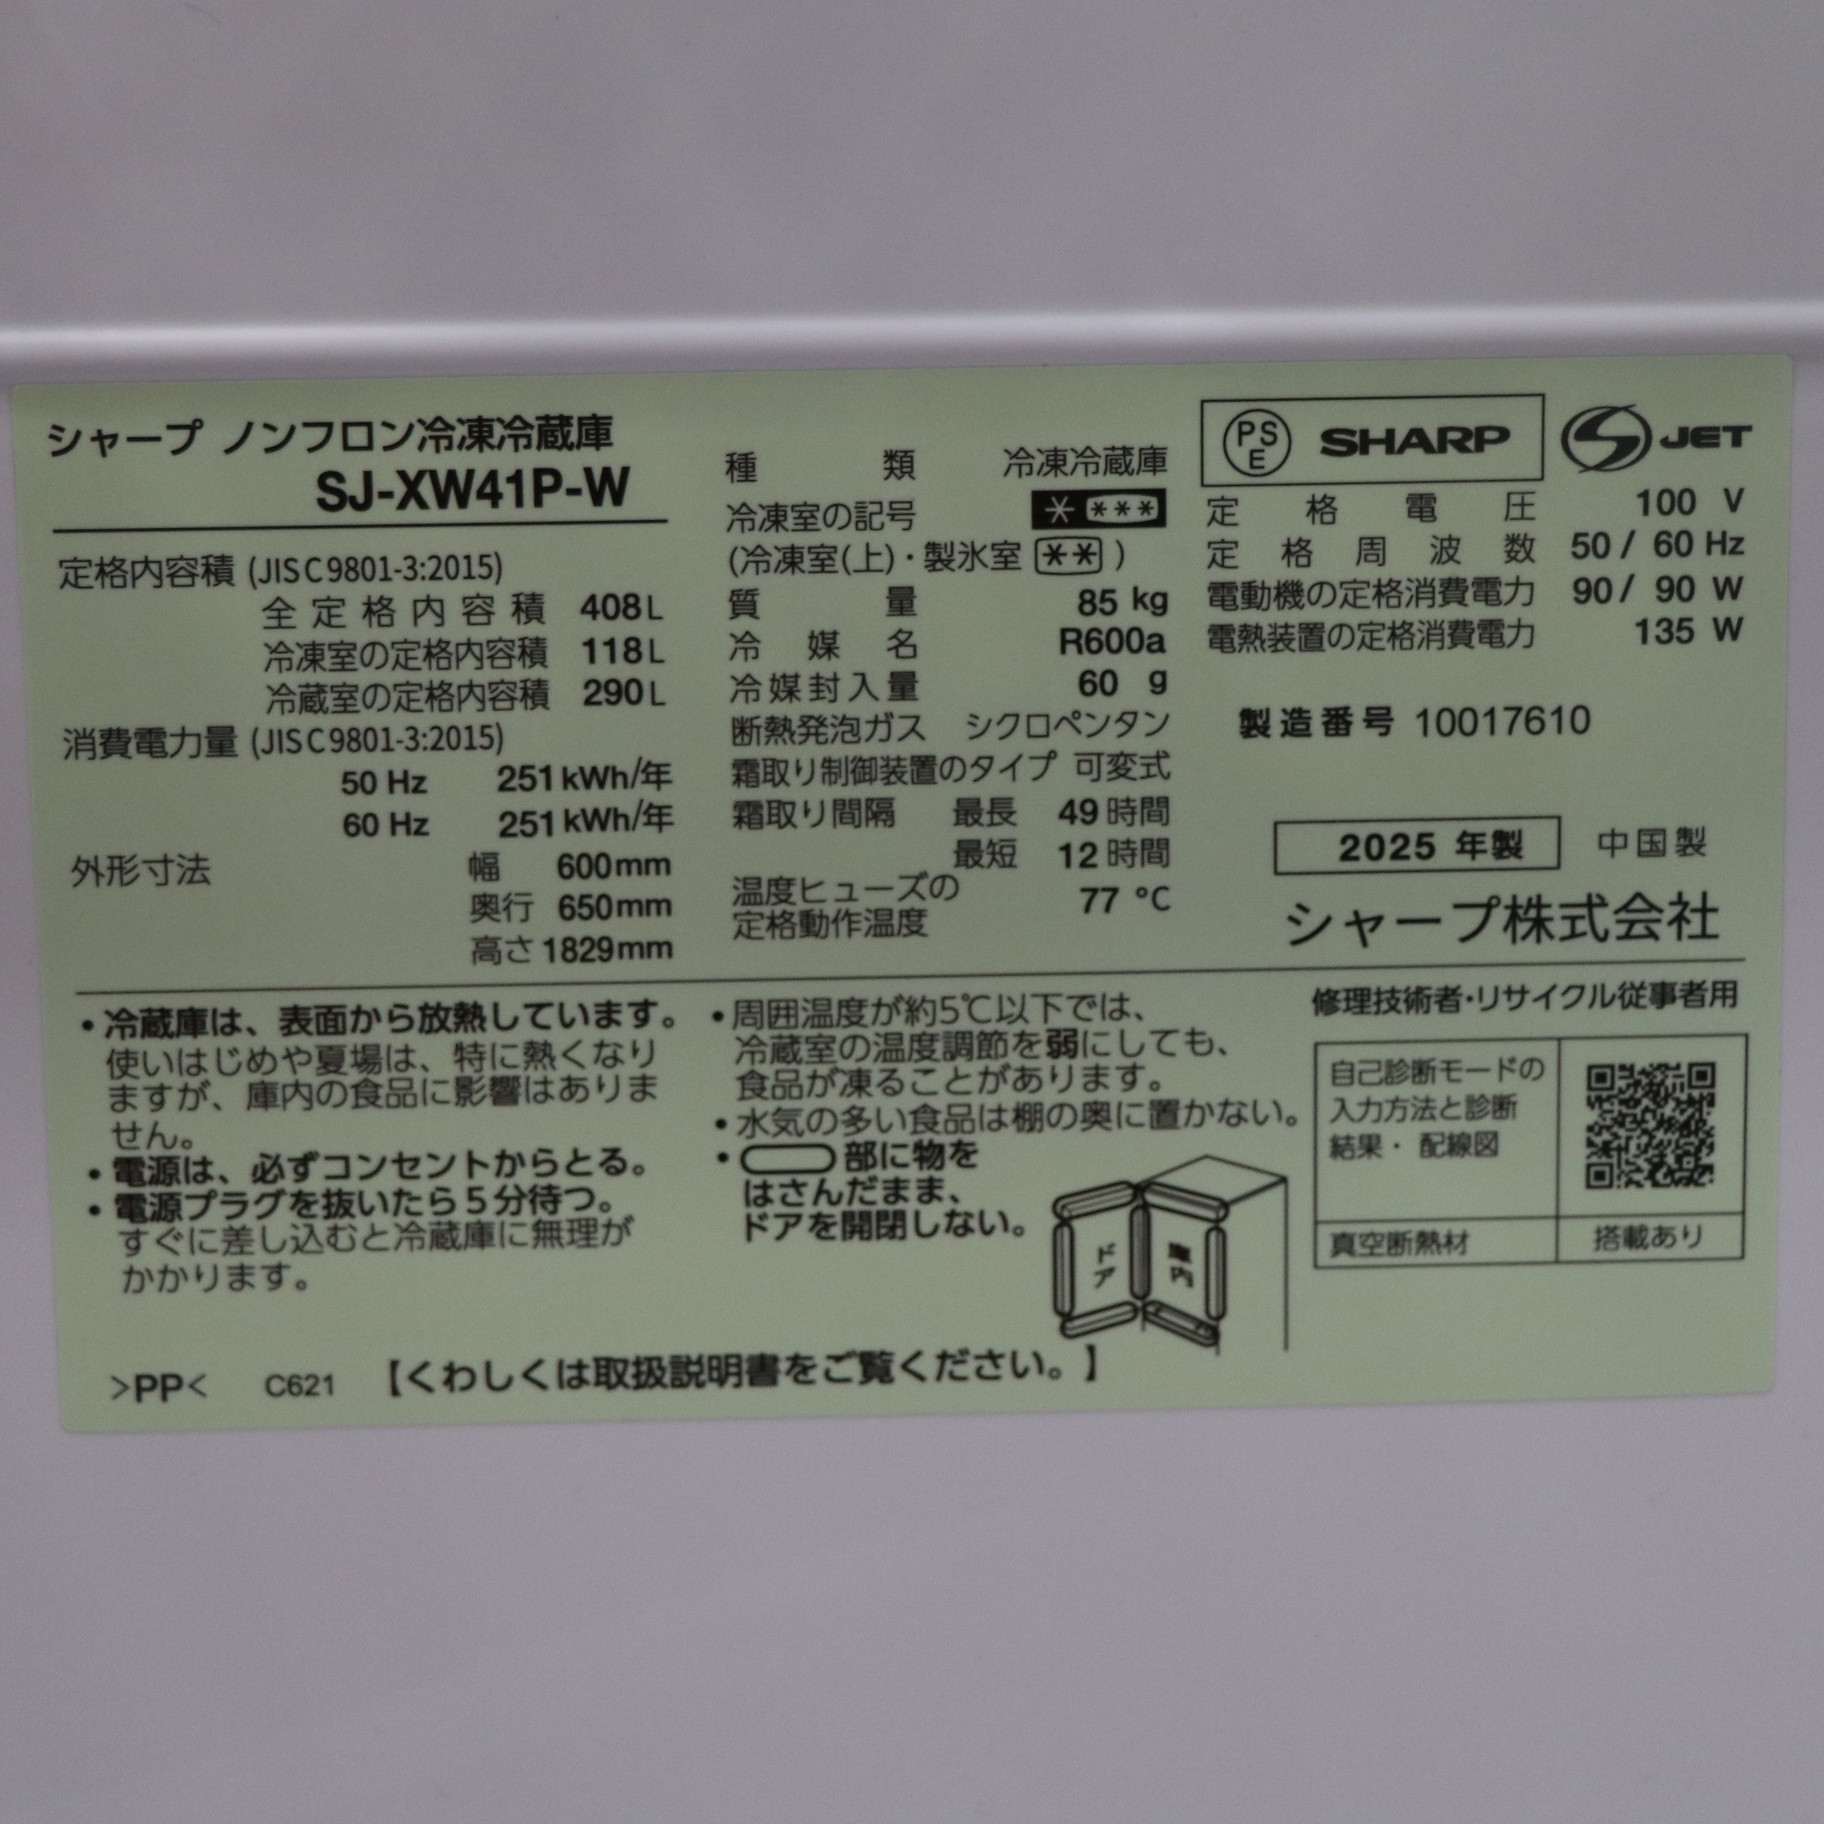 シャープ ノンフロン冷凍冷蔵庫
SJ-XW41P-W
定格内容積 (JIS C 9801-3:2015)
全定格内容積 408 L
冷凍室の定格内容積 118 L
冷蔵室の定格内容積 290 L
消費電力量 (JIS C 9801-3:2015)
50 Hz 251 kWh/年
60 Hz 251 kWh/年
外形寸法 幅 600 mm
奥行 650 mm
高さ 1829 mm
種類 冷凍冷蔵庫
冷凍室の記号 * ***
(冷凍室(上)・製氷室 ** )
質量 85 kg
冷媒名 R600a
冷媒封入量 60 g
断熱発泡ガス シクロペンタン
霜取り制御装置のタイプ 可変式
霜取り間隔 最長 49 時間
最短 12 時間
温度ヒューズの
定格動作温度 77 ℃
PSE SHARP JET
定格電圧 100 V
定格周波数 50 / 60 Hz
電動機の定格消費電力 90 / 90 W
電熱装置の定格消費電力 135 W
製造番号 10017610
2025 年製 中国製
シャープ株式会社
・冷蔵庫は、表面から放熱しています。
使いはじめや夏場は、特に熱くなり
ますが、庫内の食品に影響はありま
せん。
・電源は、必ずコンセントからとる。
・電源プラグを抜いたら5分待つ。
すぐに差し込むと冷蔵庫に無理が
かかります。
・周囲温度が約5℃以下では、
冷蔵室の温度調節を弱にしても、
食品が凍ることがあります。
・水気の多い食品は棚の奥に置かない。
・部に物を
はさんだまま、
ドアを開閉しない。
ドア
庫内
修理技術者・リサイクル従事者用
自己診断モードの
入力方法と診断
結果・ 配線図
真空断熱材 搭載あり
>PP< C621 【くわしくは取扱説明書をご覧ください。】